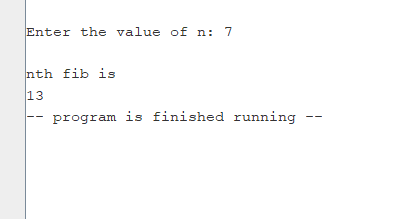 Enter the value of n: 7
nth fib is
13
-- program is finished running --